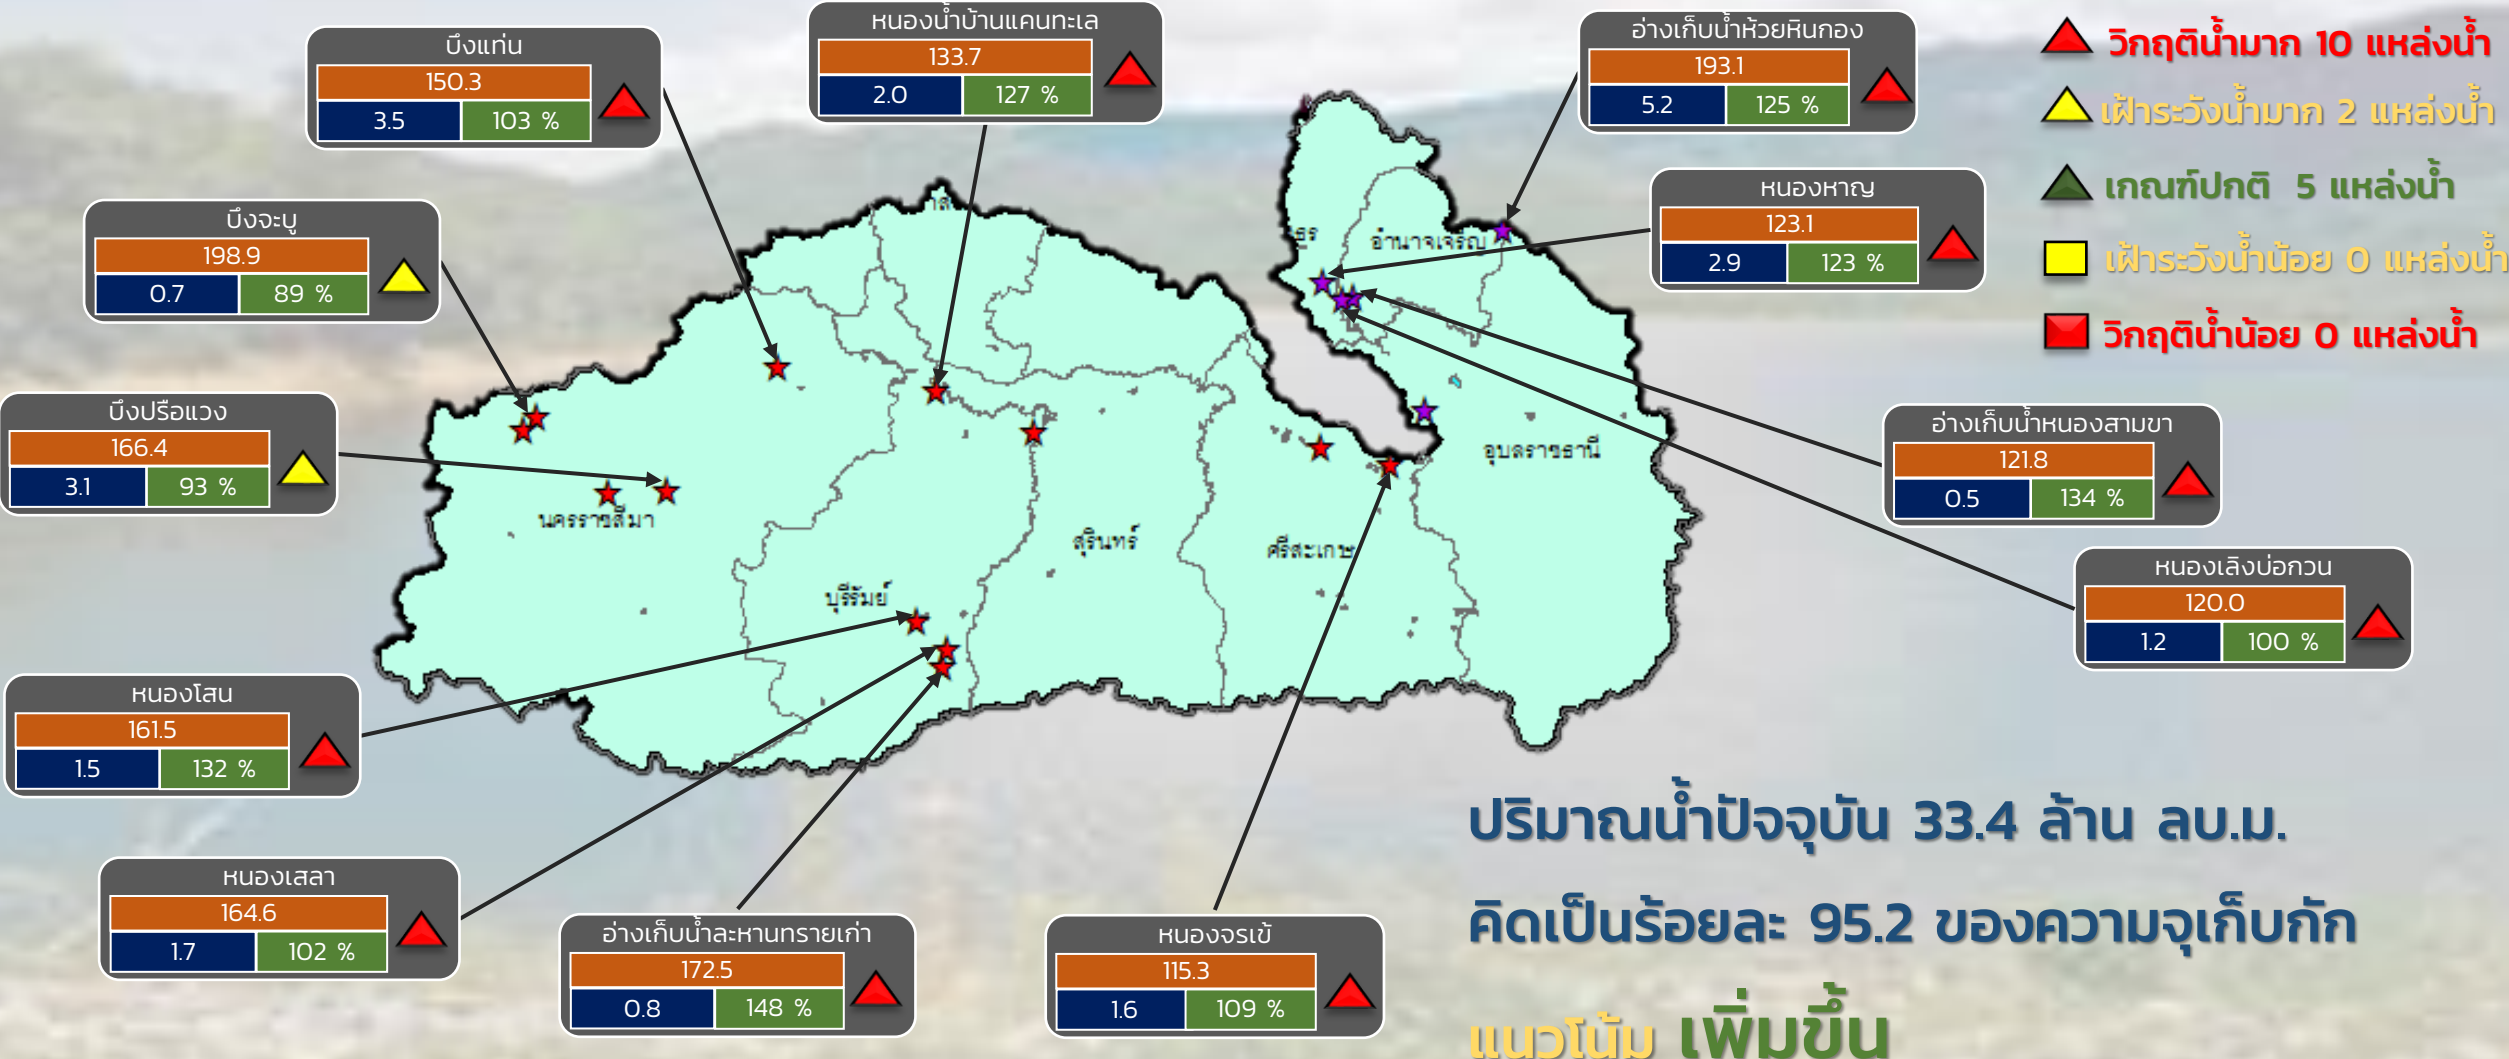 บึงแท่น
150.3
3.5 103 %
หนองน้ำบ้านแคนทะเล
133.7
2.0 127 %
อ่างเก็บน้ำห้วยหินกอง
193.1
5.2 125 %
วิกฤติน้ำมาก 10 แหล่งน้ำ
เฝ้าระวังน้ำมาก 2 แหล่งน้ำ
เกณฑ์ปกติ 5 แหล่งน้ำ
เฝ้าระวังน้ำน้อย 0 แหล่งน้ำ
วิกฤติน้ำน้อย 0 แหล่งน้ำ
บึงจะบู
198.9
0.7 89 %
หนองหาญ
123.1
2.9 123 %
อำนาจเจริญ
บึงปรือแวง
166.4
3.1 93 %
อ่างเก็บน้ำหนองสามขา
121.8
0.5 134 %
อุบลราชธานี
นครราชสีมา
สุรินทร์
ศรีสะเกษ
บุรีรัมย์
หนองเลิงบ่อกวน
120.0
1.2 100 %
หนองโสน
161.5
1.5 132 %
หนองเสลา
164.6
1.7 102 %
อ่างเก็บน้ำละหานทรายเก่า
172.5
0.8 148 %
หนองจรเข้
115.3
1.6 109 %
ปริมาณน้ำปัจจุบัน 33.4 ล้าน ลบ.ม.
คิดเป็นร้อยละ 95.2 ของความจุเก็บกัก
แนวโน้ม เพิ่มขึ้น